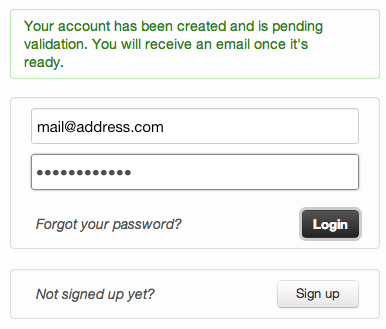 Your account has been created and is pending
validation. You will receive an email once it's
ready.
mail@address.com
••••••••••••
Forgot your password? Login
Not signed up yet? Sign up